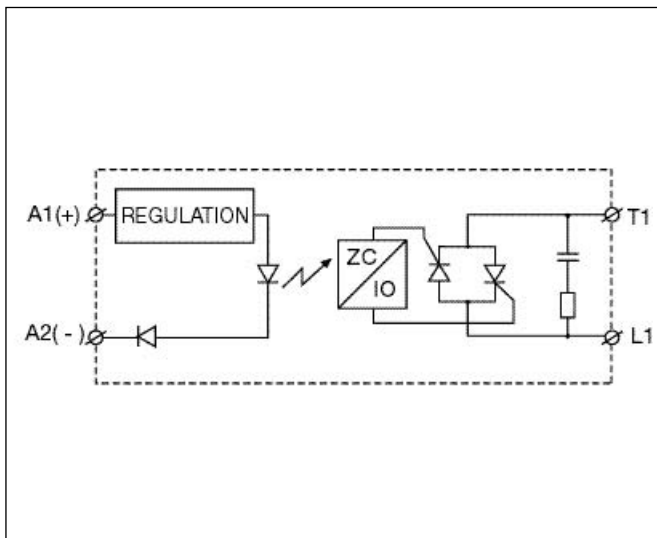 A1(+)
REGULATION
T1
ZC
IO
A2( - )
L1